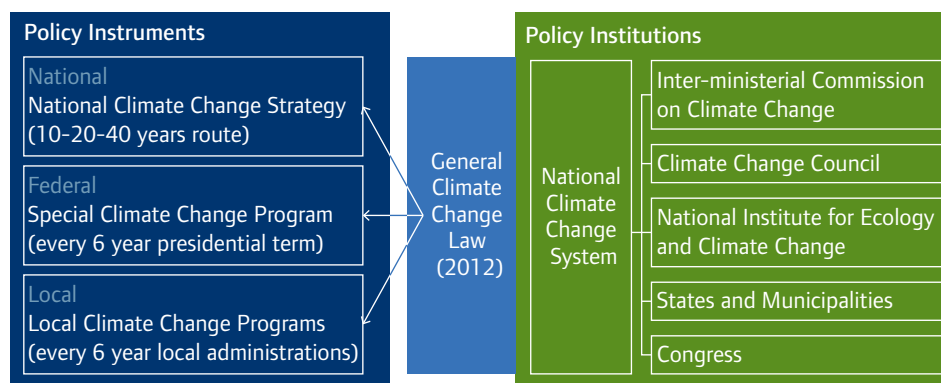 Policy Instruments
National
National Climate Change Strategy
(10-20-40 years route)
Federal
Special Climate Change Program
(every 6 year presidential term)
Local
Local Climate Change Programs
(every 6 year local administrations)
General
Climate
Change
Law
(2012)
Policy Institutions
National
Climate
Change
System
Inter-ministerial Commission
on Climate Change
Climate Change Council
National Institute for Ecology
and Climate Change
States and Municipalities
Congress